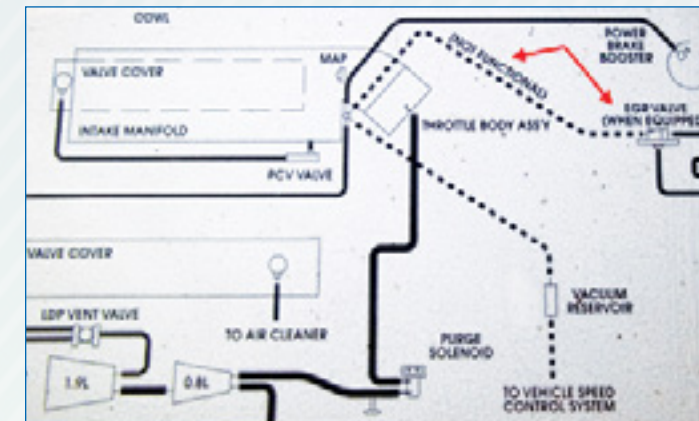 COWL
POWER
BRAKE
BOOSTER
MAP
(NOT FUNCTIONAL)
VALVE COVER
EGR VALVE
(WHEN EQUIPPED
INTAKE MANIFOLD
THROTTLE BODY ASS'Y
PCV VALVE
VALVE COVER
LDP VENT VALVE
VACUUM
RESERVOIR
TO AIR CLEANER
PURGE
SOLENOID
1.9L
0.8L
TO VEHICLE SPEED
CONTROL SYSTEM